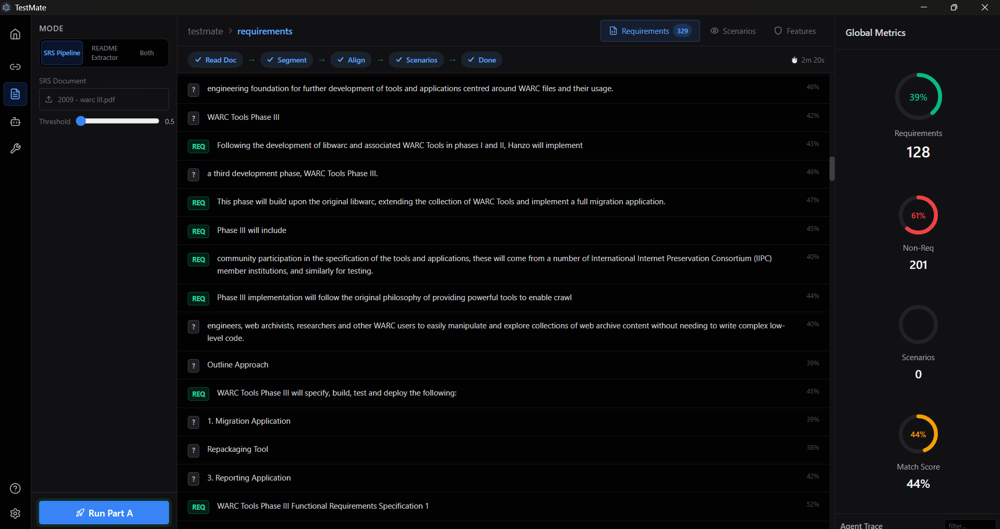 TestMate
MODE
SRS Pipeline
README
Extractor
Both
SRS Document
2009 - warc III.pdf
Threshold
0.5
Run Part A
testmate > requirements
Requirements 329
Scenarios
Features
Read Doc → Segment → Align → Scenarios → Done
2m 20s
? engineering foundation for further development of tools and applications centred around WARC files and their usage. 46%
? WARC Tools Phase III 42%
REQ Following the development of libwarc and associated WARC Tools in phases I and II, Hanzo will implement 43%
? a third development phase, WARC Tools Phase III. 46%
REQ This phase will build upon the original libwarc, extending the collection of WARC Tools and implement a full migration application. 47%
REQ Phase III will include 45%
REQ community participation in the specification of the tools and applications, these will come from a number of International Internet Preservation Consortium (IIPC) 40%
member institutions, and similarly for testing.
REQ Phase III implementation will follow the original philosophy of providing powerful tools to enable crawl 44%
? engineers, web archivists, researchers and other WARC users to easily manipulate and explore collections of web archive content without needing to write complex low- 40%
level code.
? Outline Approach 39%
REQ WARC Tools Phase III will specify, build, test and deploy the following: 45%
? 1. Migration Application 39%
? Repackaging Tool 38%
? 3. Reporting Application 42%
REQ WARC Tools Phase III Functional Requirements Specification 1 52%
Global Metrics
39%
Requirements
128
61%
Non-Req
201
Scenarios
0
44%
Match Score
44%
Agent Trace
filter...